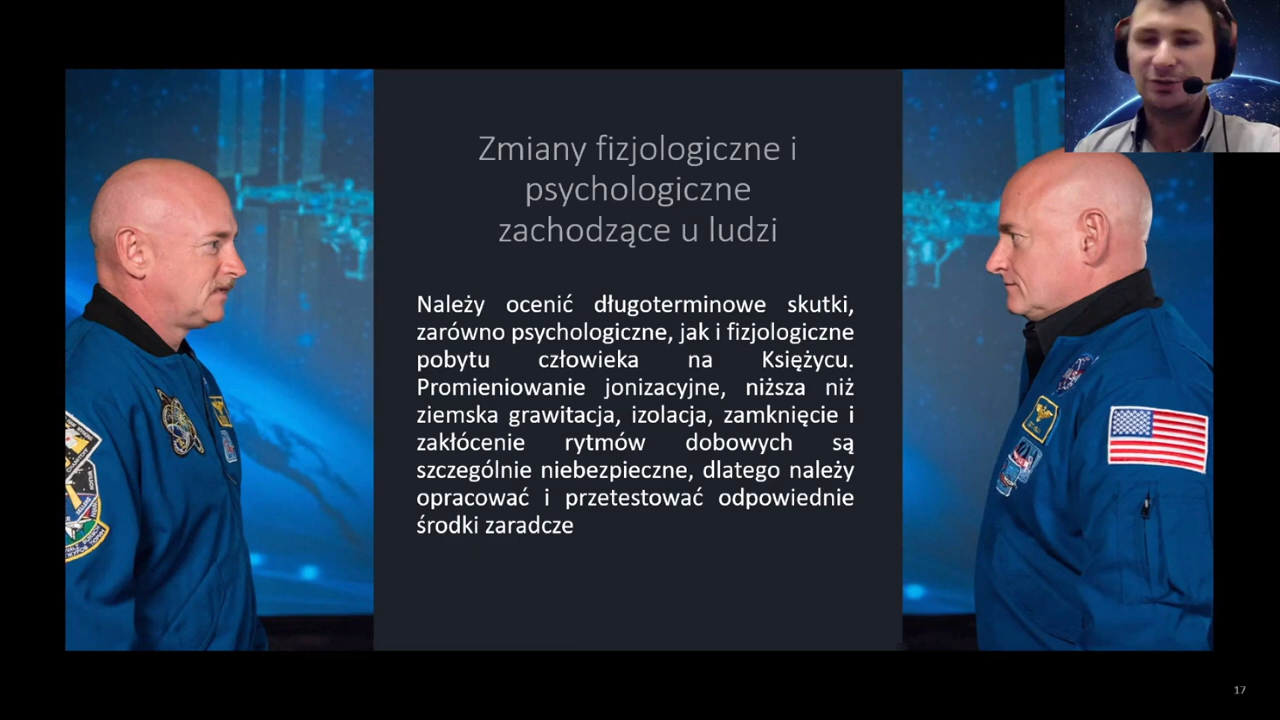 Zmiany fizjologiczne i
psychologiczne
zachodzące u ludzi
Należy ocenić długoterminowe skutki,
zarówno psychologiczne, jak i fizjologiczne
pobytu człowieka na Księżycu.
Promieniowanie jonizacyjne, niższa niż
ziemska grawitacja, izolacja, zamknięcie i
zakłócenie rytmów dobowych są
szczególnie niebezpieczne, dlatego należy
opracować i przetestować odpowiednie
środki zaradcze
17